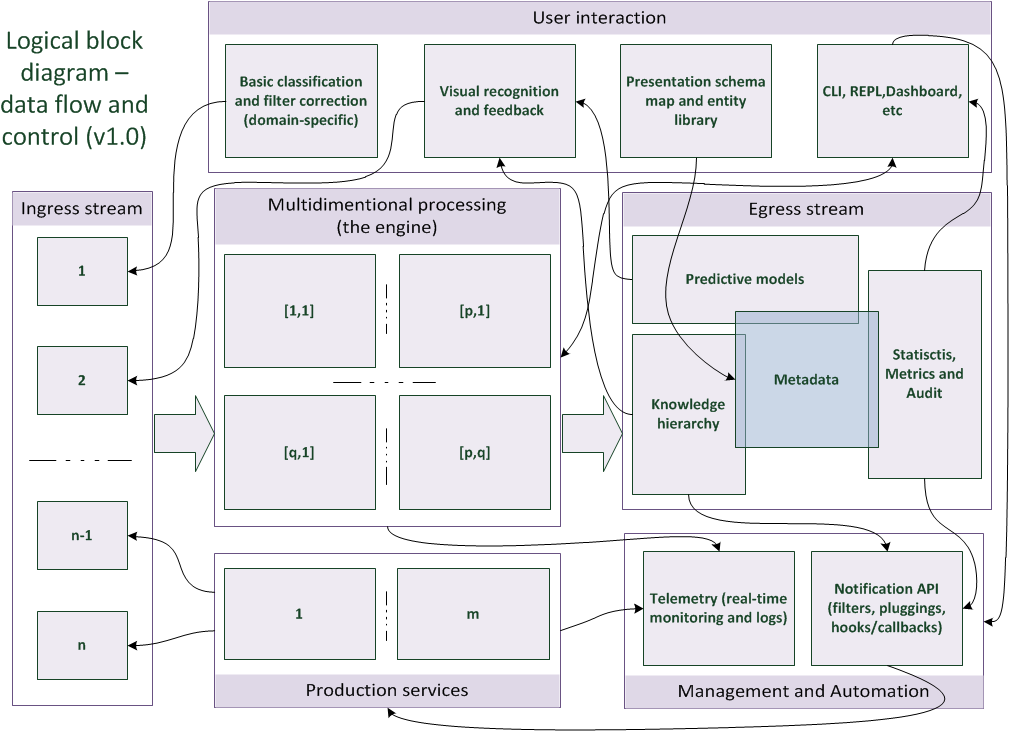 Logical block
diagram –
data flow and
control (v1.0)
User interaction
Basic classification
and filter correction
(domain-specific)
Visual recognition
and feedback
Presentation schema
map and entity
library
CLI, REPL,Dashboard,
etc
Ingress stream
1
2
n-1
n
Multidimentional processing
(the engine)
[1,1]
[p,1]
[q,1]
[p,q]
Egress stream
Predictive models
Knowledge
hierarchy
Metadata
Statisctis,
Metrics and
Audit
1
m
Production services
Telemetry (real-time
monitoring and logs)
Notification API
(filters, pluggings,
hooks/callbacks)
Management and Automation